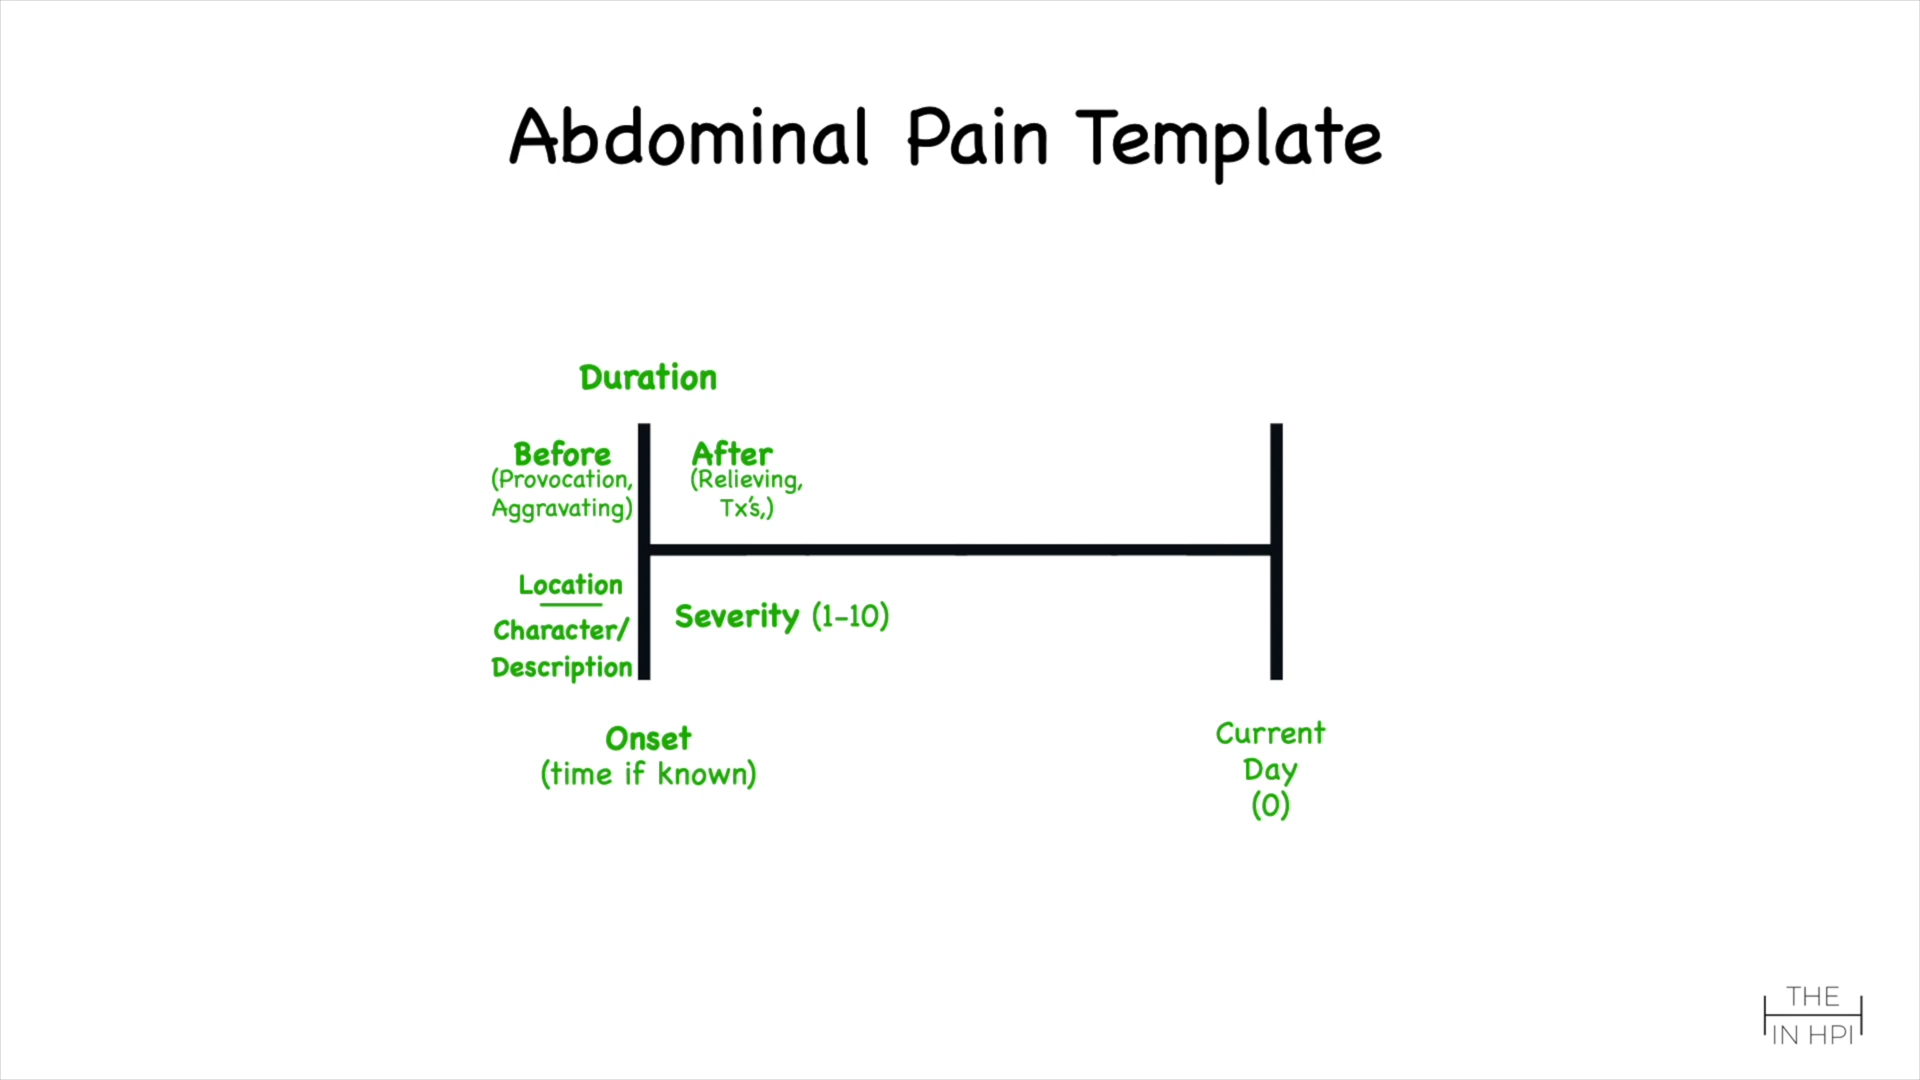 Abdominal Pain Template
Duration
Before
(Provocation,
Aggravating)
After
(Relieving,
Tx's,)
Location
Character/
Description
Severity (1-10)
Onset
(time if known)
Current
Day
(0)
THE
IN HPI